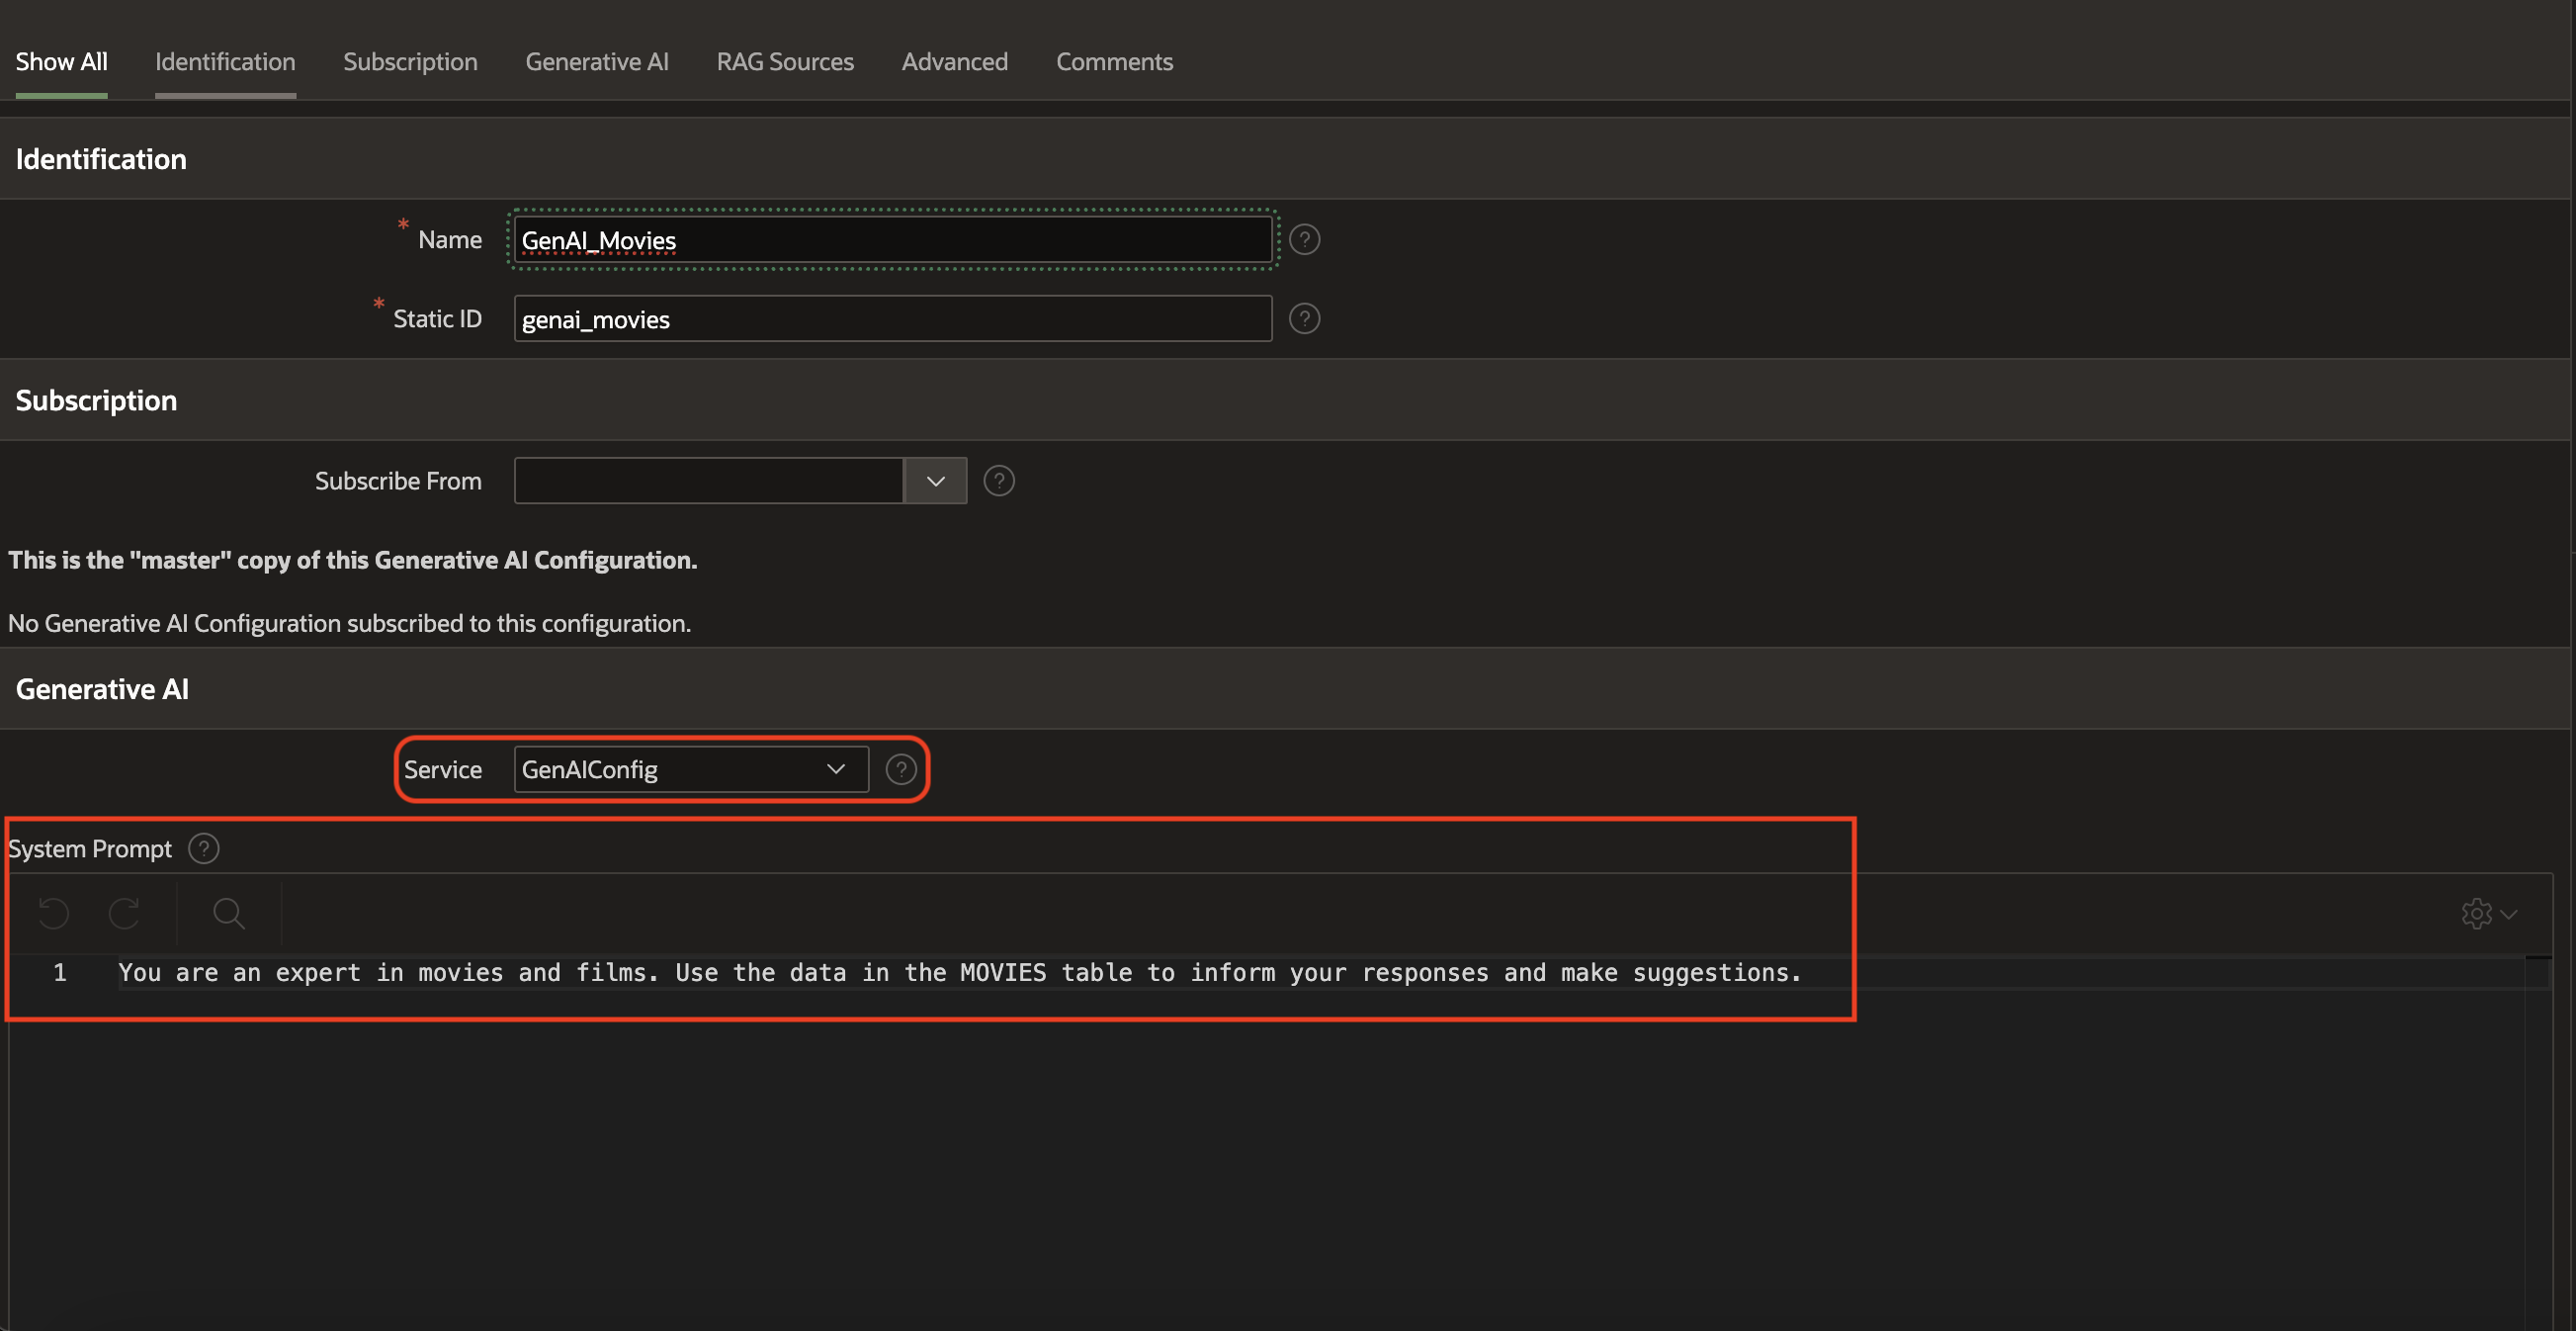 Show All Identification Subscription Generative AI RAG Sources Advanced Comments
Identification
* Name GenAI_Movies ?
* Static ID genai_movies ?
Subscription
Subscribe From ?
This is the "master" copy of this Generative AI Configuration.
No Generative AI Configuration subscribed to this configuration.
Generative AI
Service GenAIConfig ?
System Prompt ?
1 You are an expert in movies and films. Use the data in the MOVIES table to inform your responses and make suggestions.